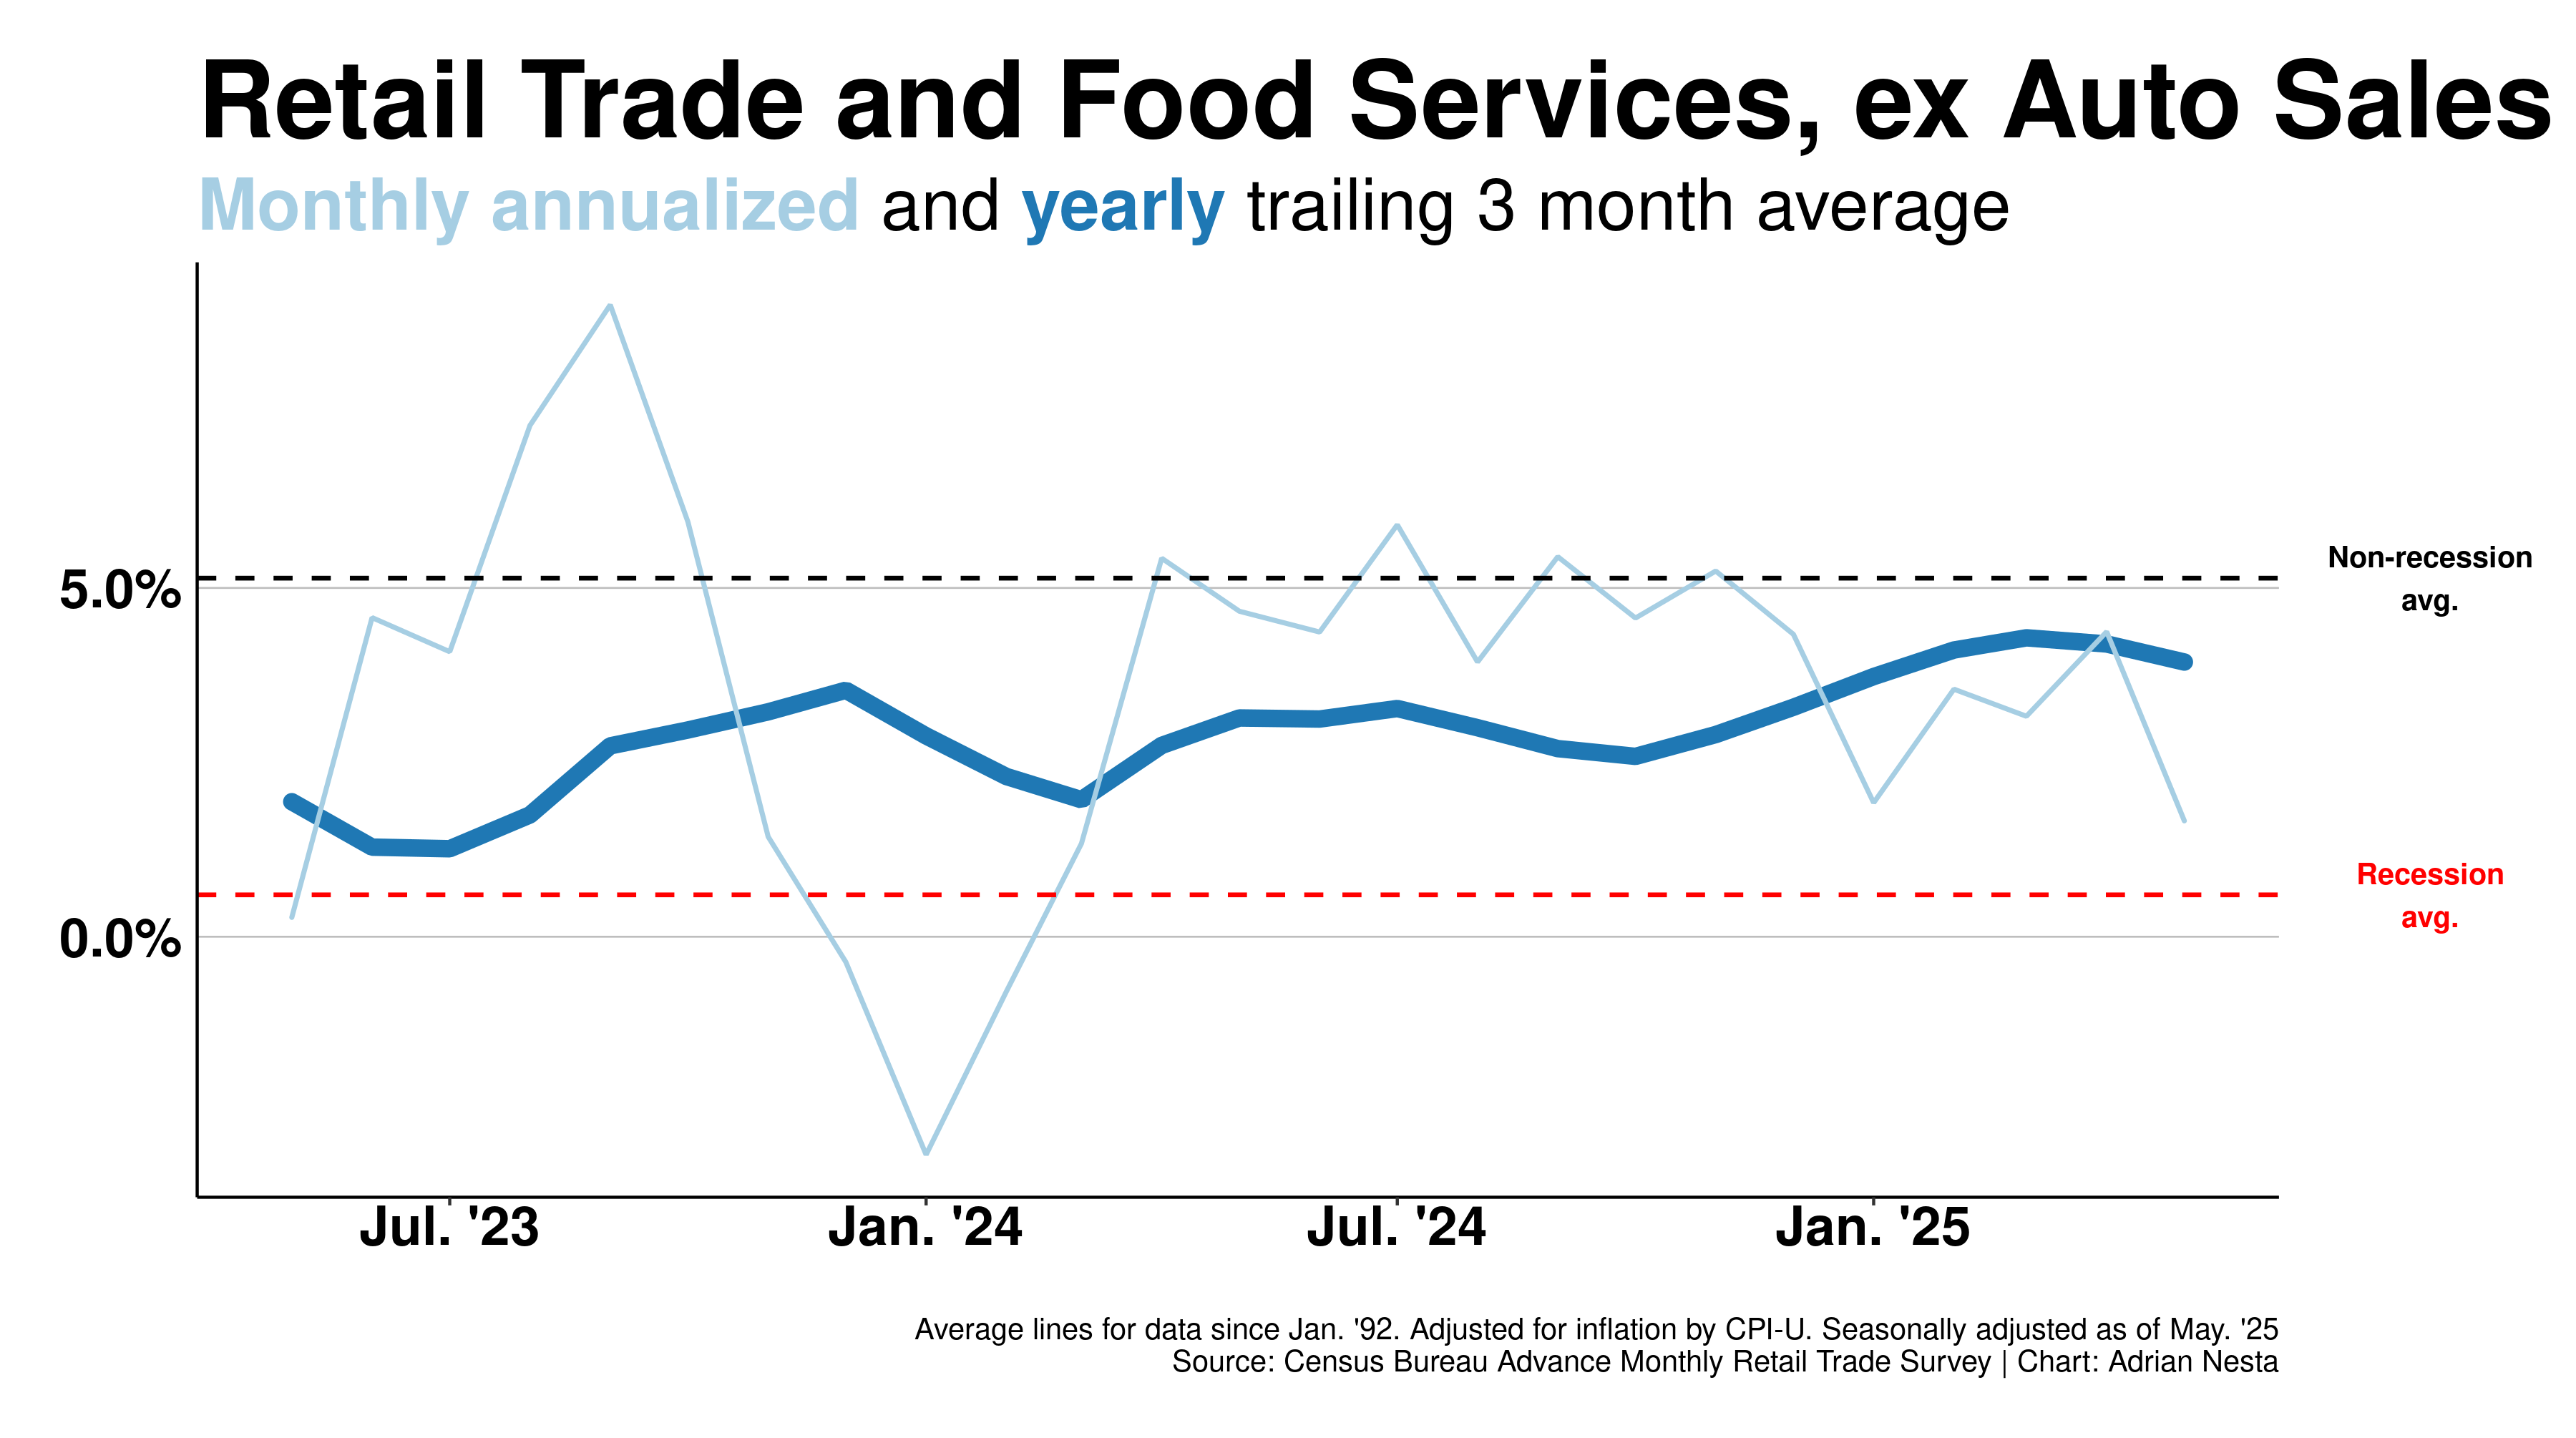 Retail Trade and Food Services, ex Auto Sales
Monthly annualized and yearly trailing 3 month average
5.0%
0.0%
Non-recession
avg.
Recession
avg.
Jul. '23
Jan. '24
Jul. '24
Jan. '25
Average lines for data since Jan. '92. Adjusted for inflation by CPI-U. Seasonally adjusted as of May. '25
Source: Census Bureau Advance Monthly Retail Trade Survey | Chart: Adrian Nesta